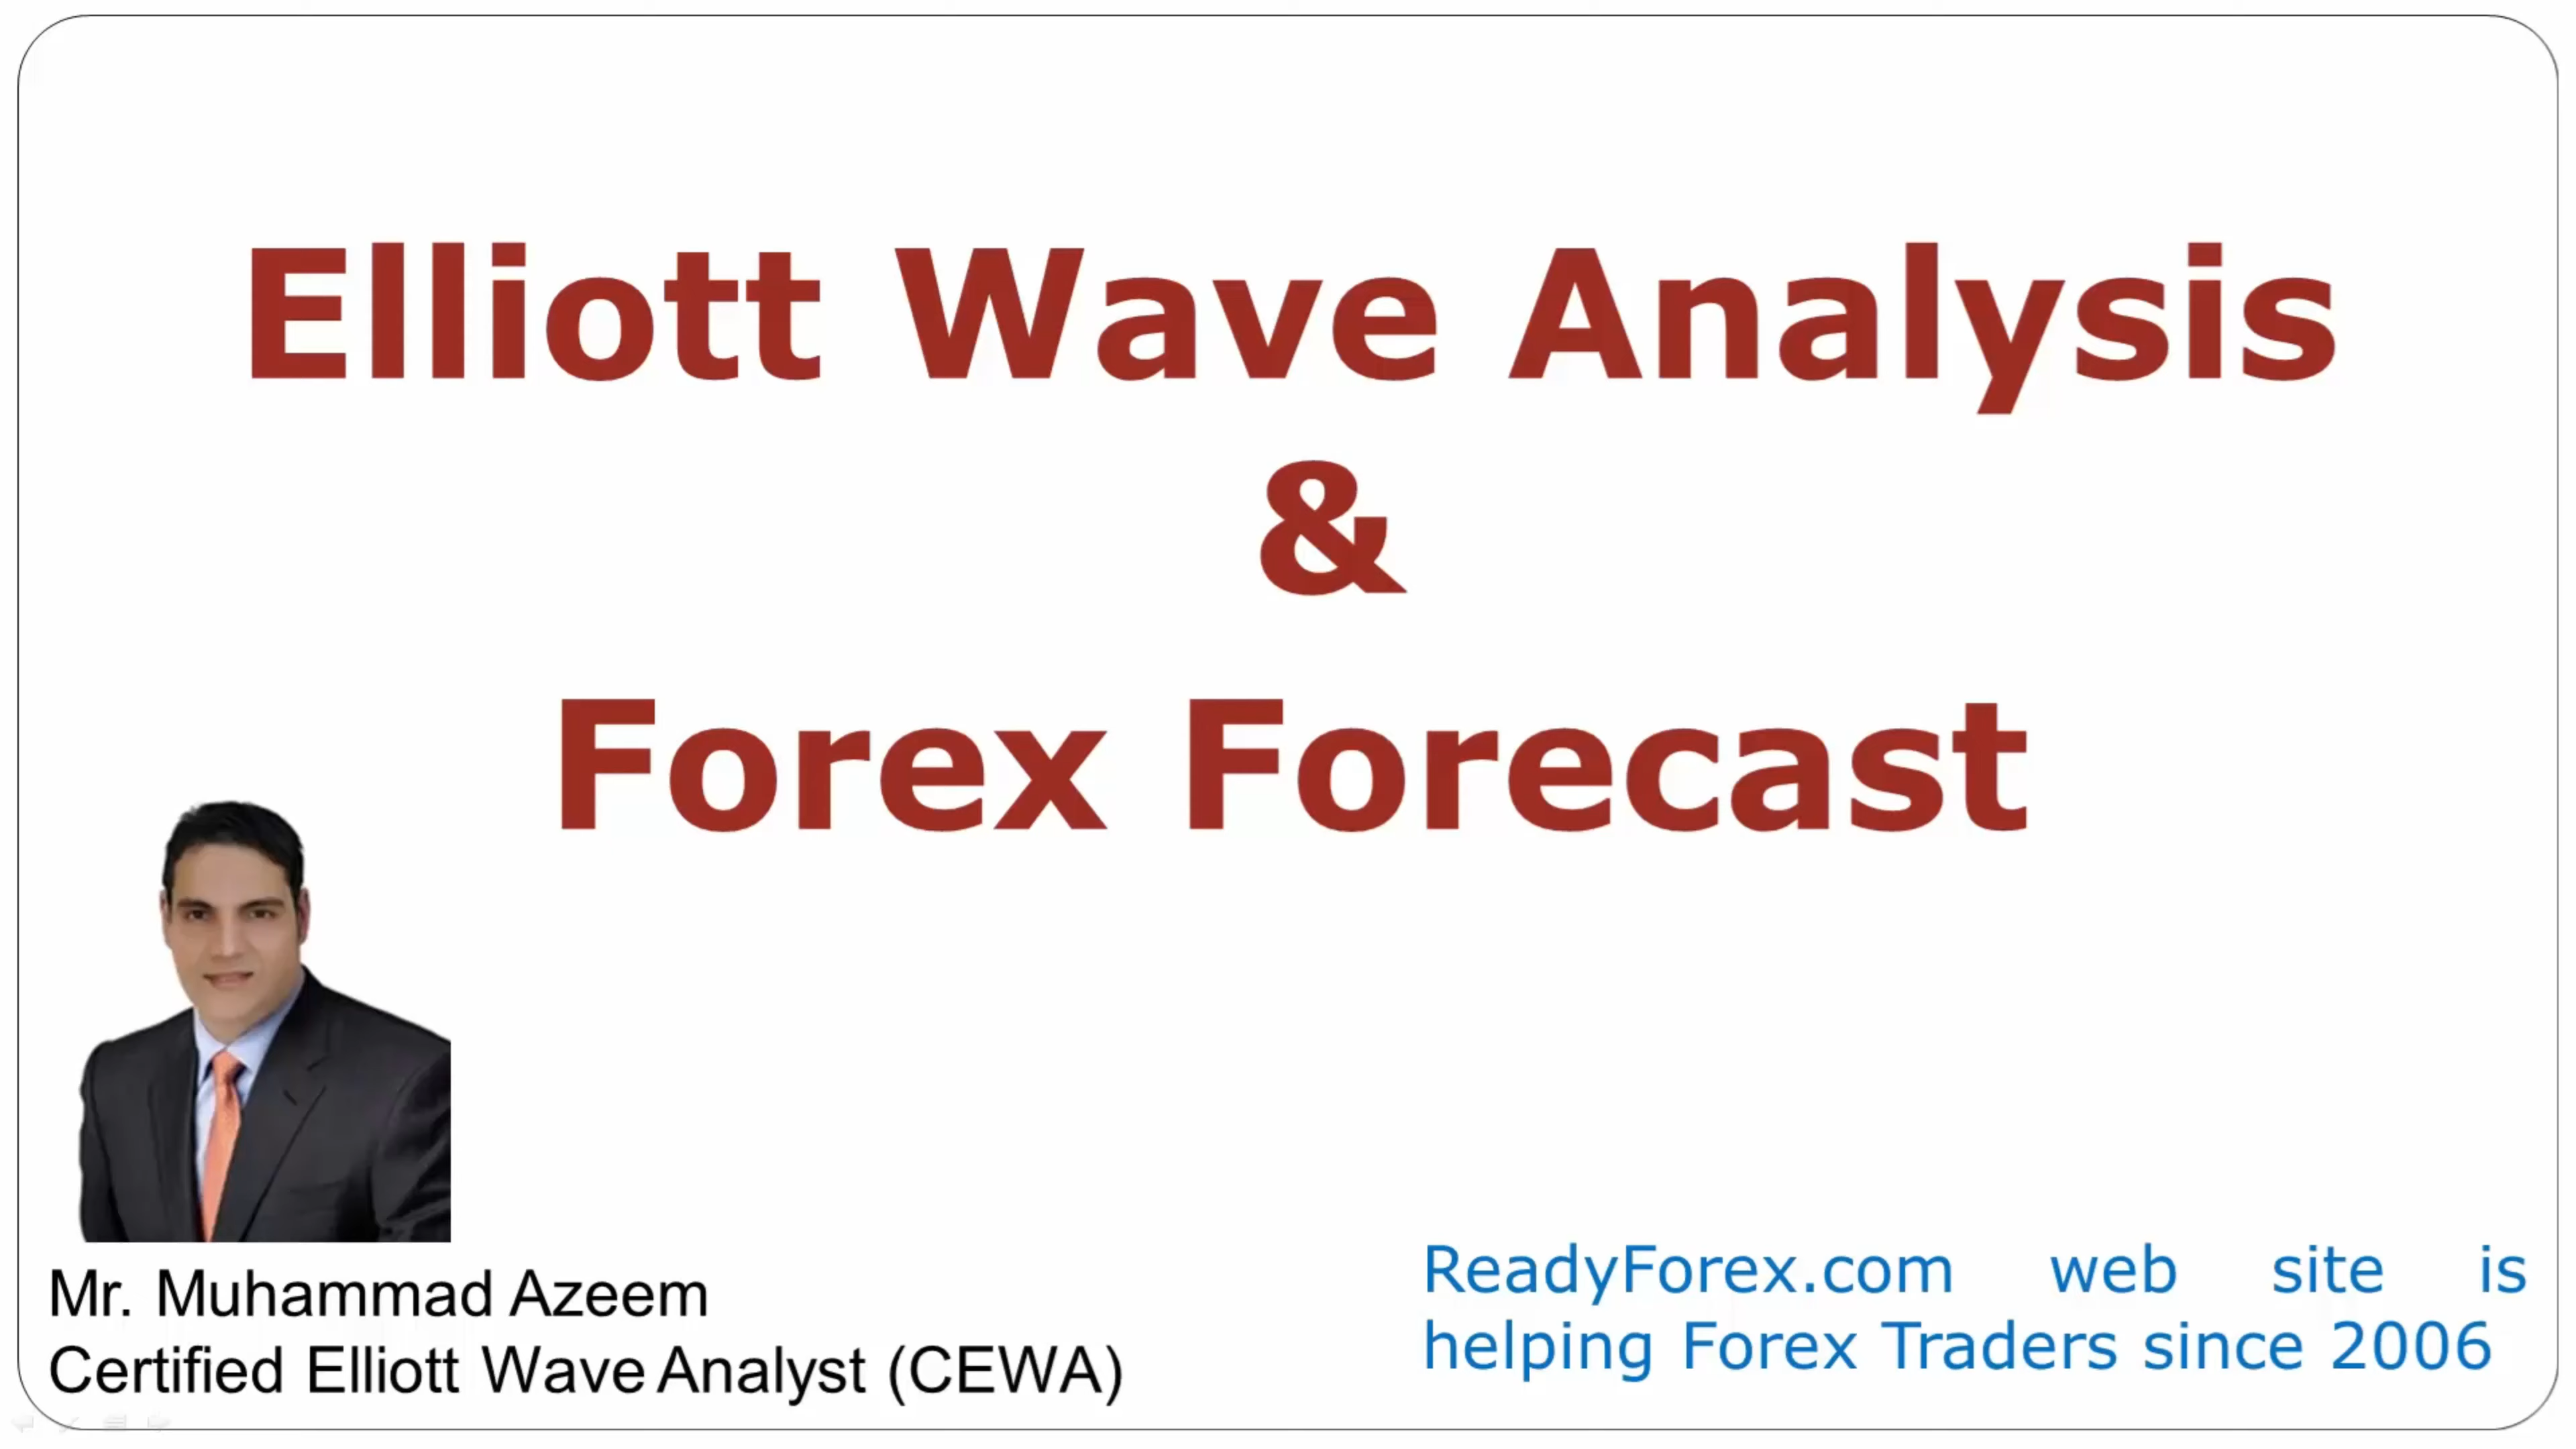 Elliott Wave Analysis
&
Forex Forecast
Mr. Muhammad Azeem
Certified Elliott Wave Analyst (CEWA)
ReadyForex.com web site is
helping Forex Traders since 2006